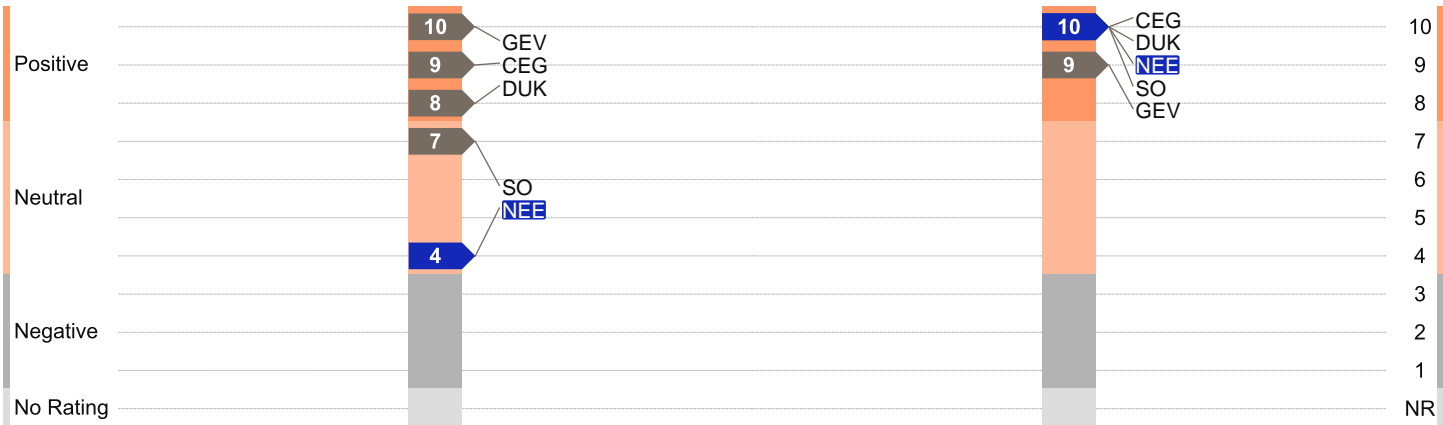 10 CEG 10
10 GEV DUK
Positive 9 CEG 9 NEE 9
8 DUK SO 8
GEV
7 7
6
Neutral SO
NEE 5
4 4
3
Negative 2
1
No Rating NR